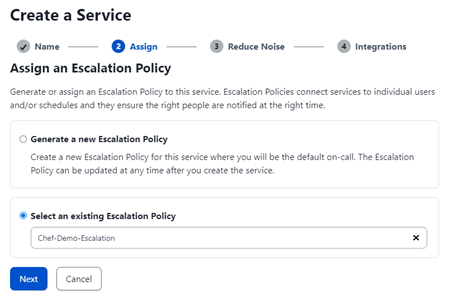 Create a Service
Name
2 Assign
3 Reduce Noise
4 Integrations
Assign an Escalation Policy
Generate or assign an Escalation Policy to this service. Escalation Policies connect services to individual users
and/or schedules and they ensure the right people are notified at the right time.
Generate a new Escalation Policy
Create a new Escalation Policy for this service where you will be the default on-call. The Escalation
Policy can be updated at any time after you create the service.
Select an existing Escalation Policy
Chef-Demo-Escalation
Next
Cancel